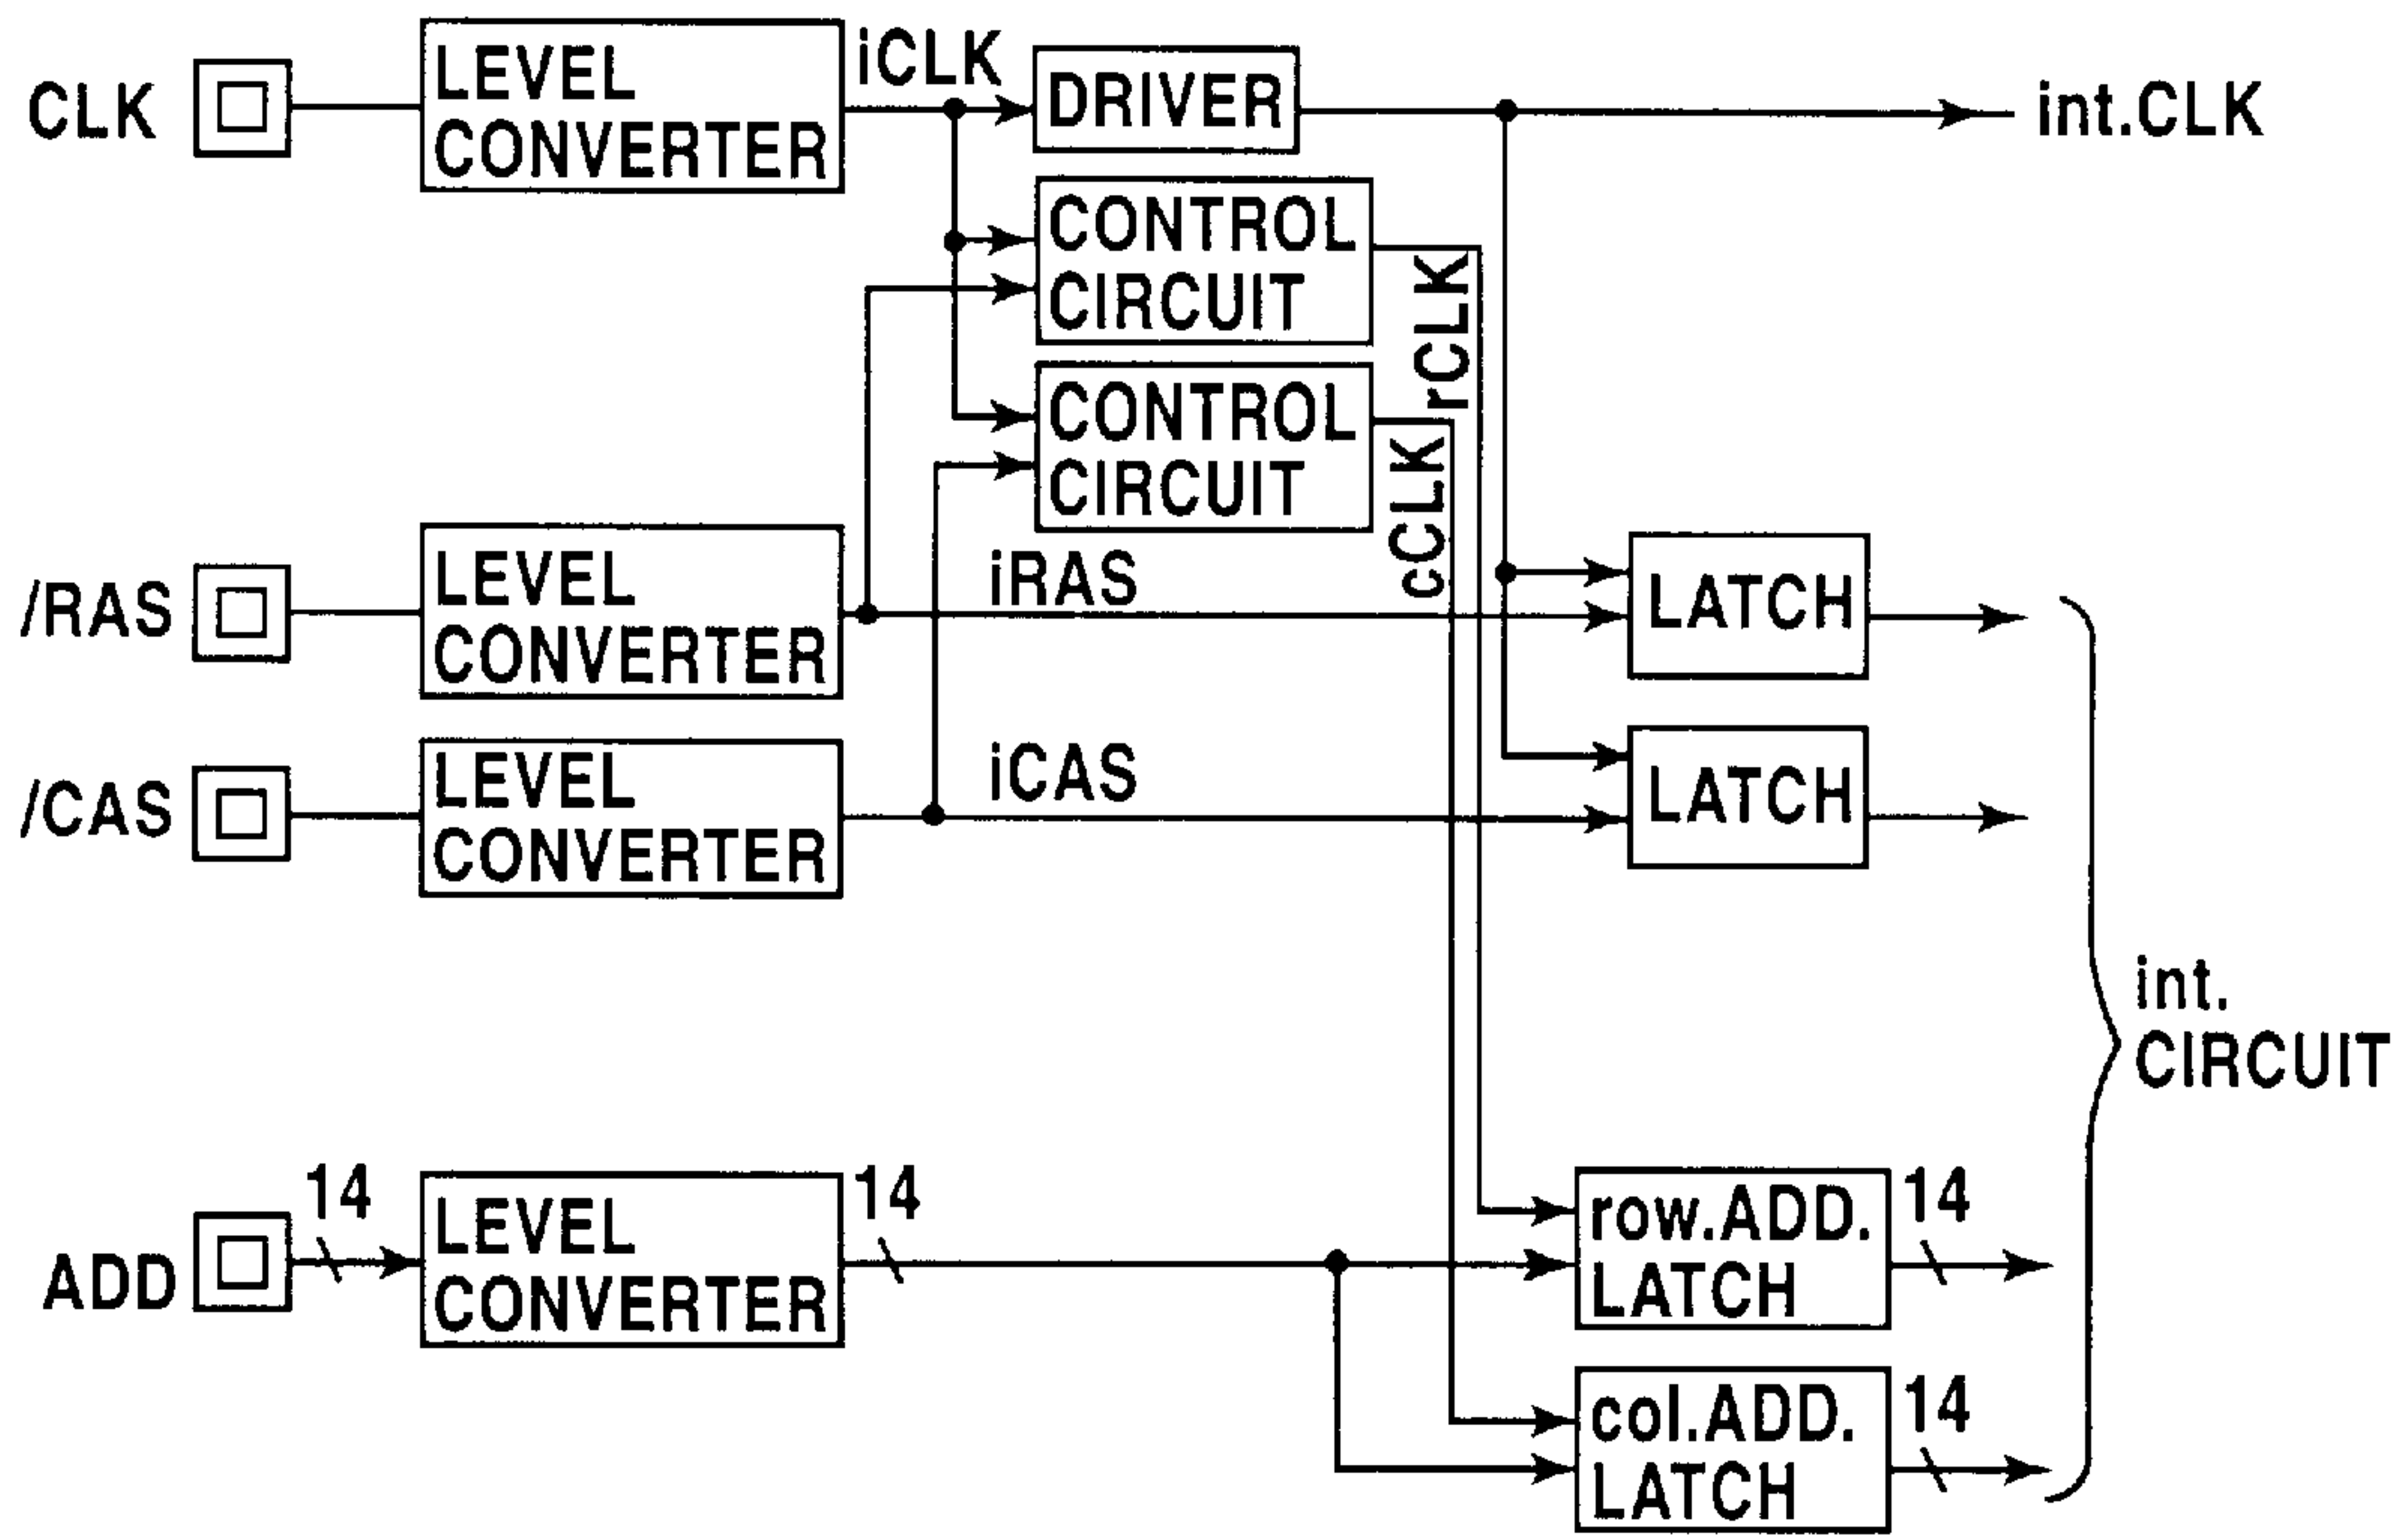 CLK
LEVEL
CONVERTER
iCLK
DRIVER
int.CLK
CONTROL
CIRCUIT
rCLK
CONTROL
CIRCUIT
cCLK
/RAS
LEVEL
CONVERTER
iRAS
LATCH
/CAS
LEVEL
CONVERTER
iCAS
LATCH
int.
CIRCUIT
ADD
14
LEVEL
CONVERTER
14
row.ADD.
LATCH
14
col.ADD.
LATCH
14